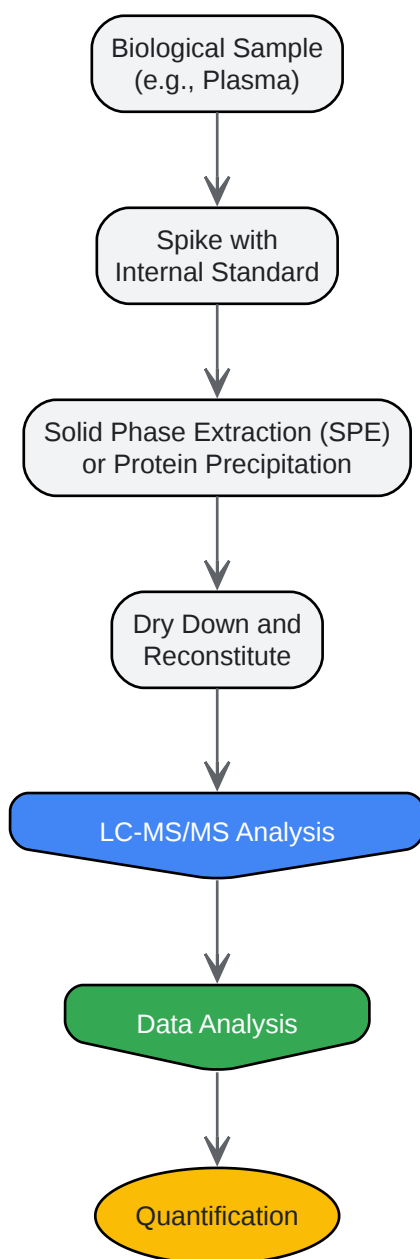 Biological Sample
(e.g., Plasma)
Spike with
Internal Standard
Solid Phase Extraction (SPE)
or Protein Precipitation
Dry Down and
Reconstitute
LC-MS/MS Analysis
Data Analysis
Quantification